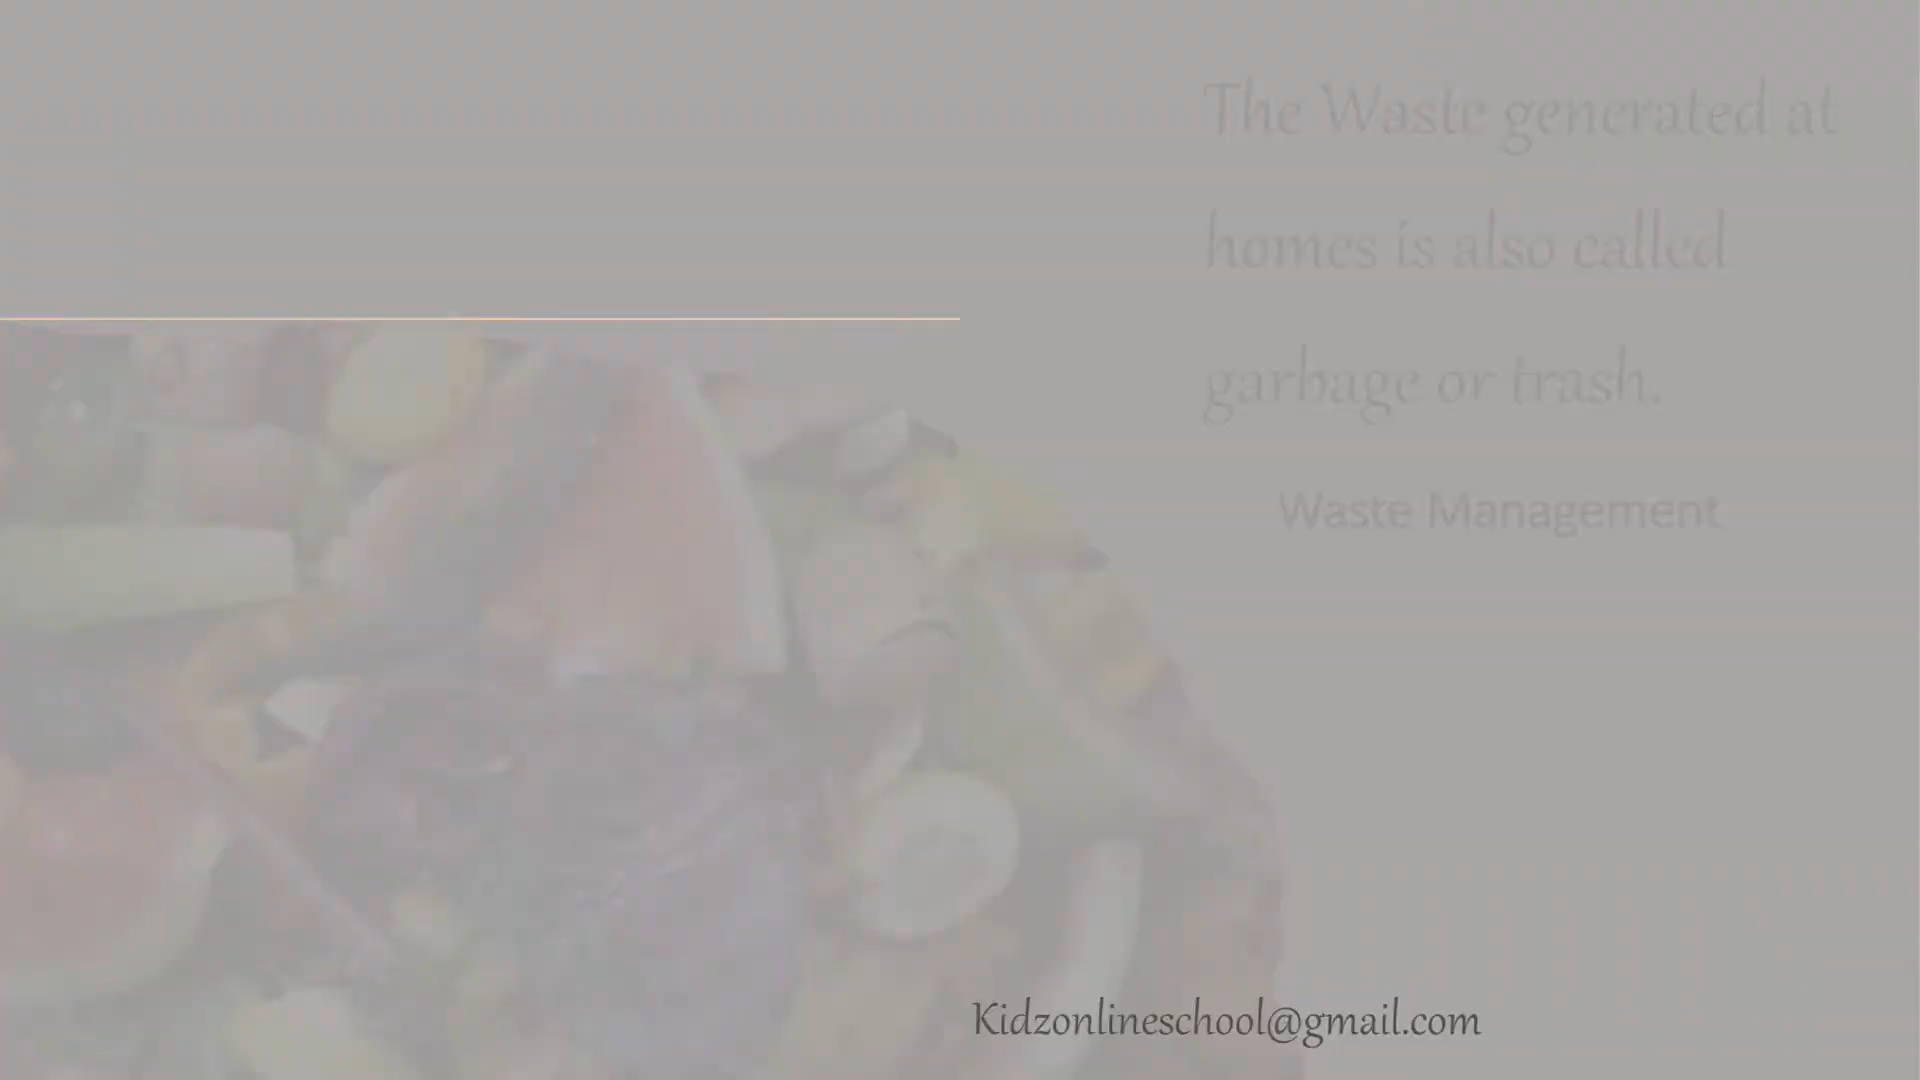 The Waste generated at
homes is also called
garbage or trash.
Waste Management
Kidzonlineschool@gmail.com